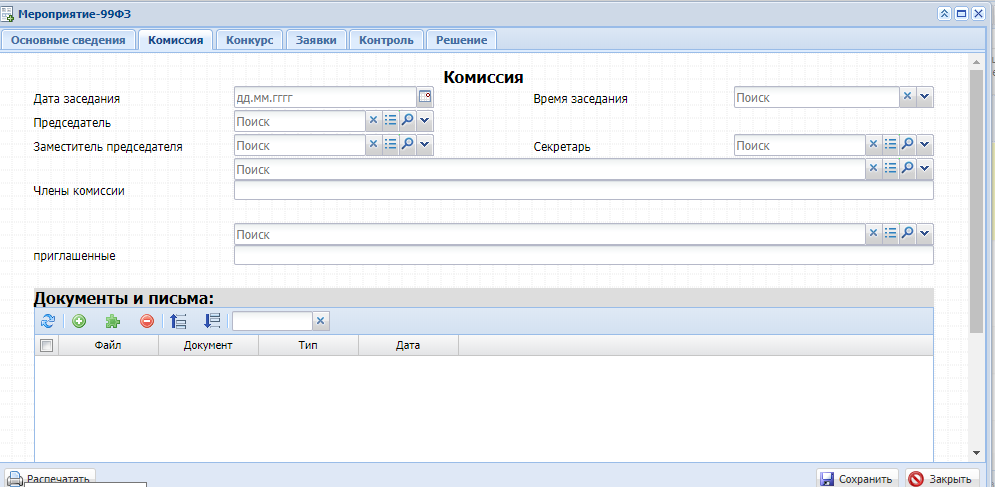 Мероприятие-99ФЗ
Основные сведения Комиссия Конкурс Заявки Контроль Решение
Комиссия
Дата заседания дд.мм.гггг Время заседания Поиск
Председатель Поиск
Заместитель председателя Поиск Секретарь Поиск
Поиск
Члены комиссии
Поиск
приглашенные
Документы и письма:
Файл Документ Тип Дата
Распечатать Сохранить Закрыть